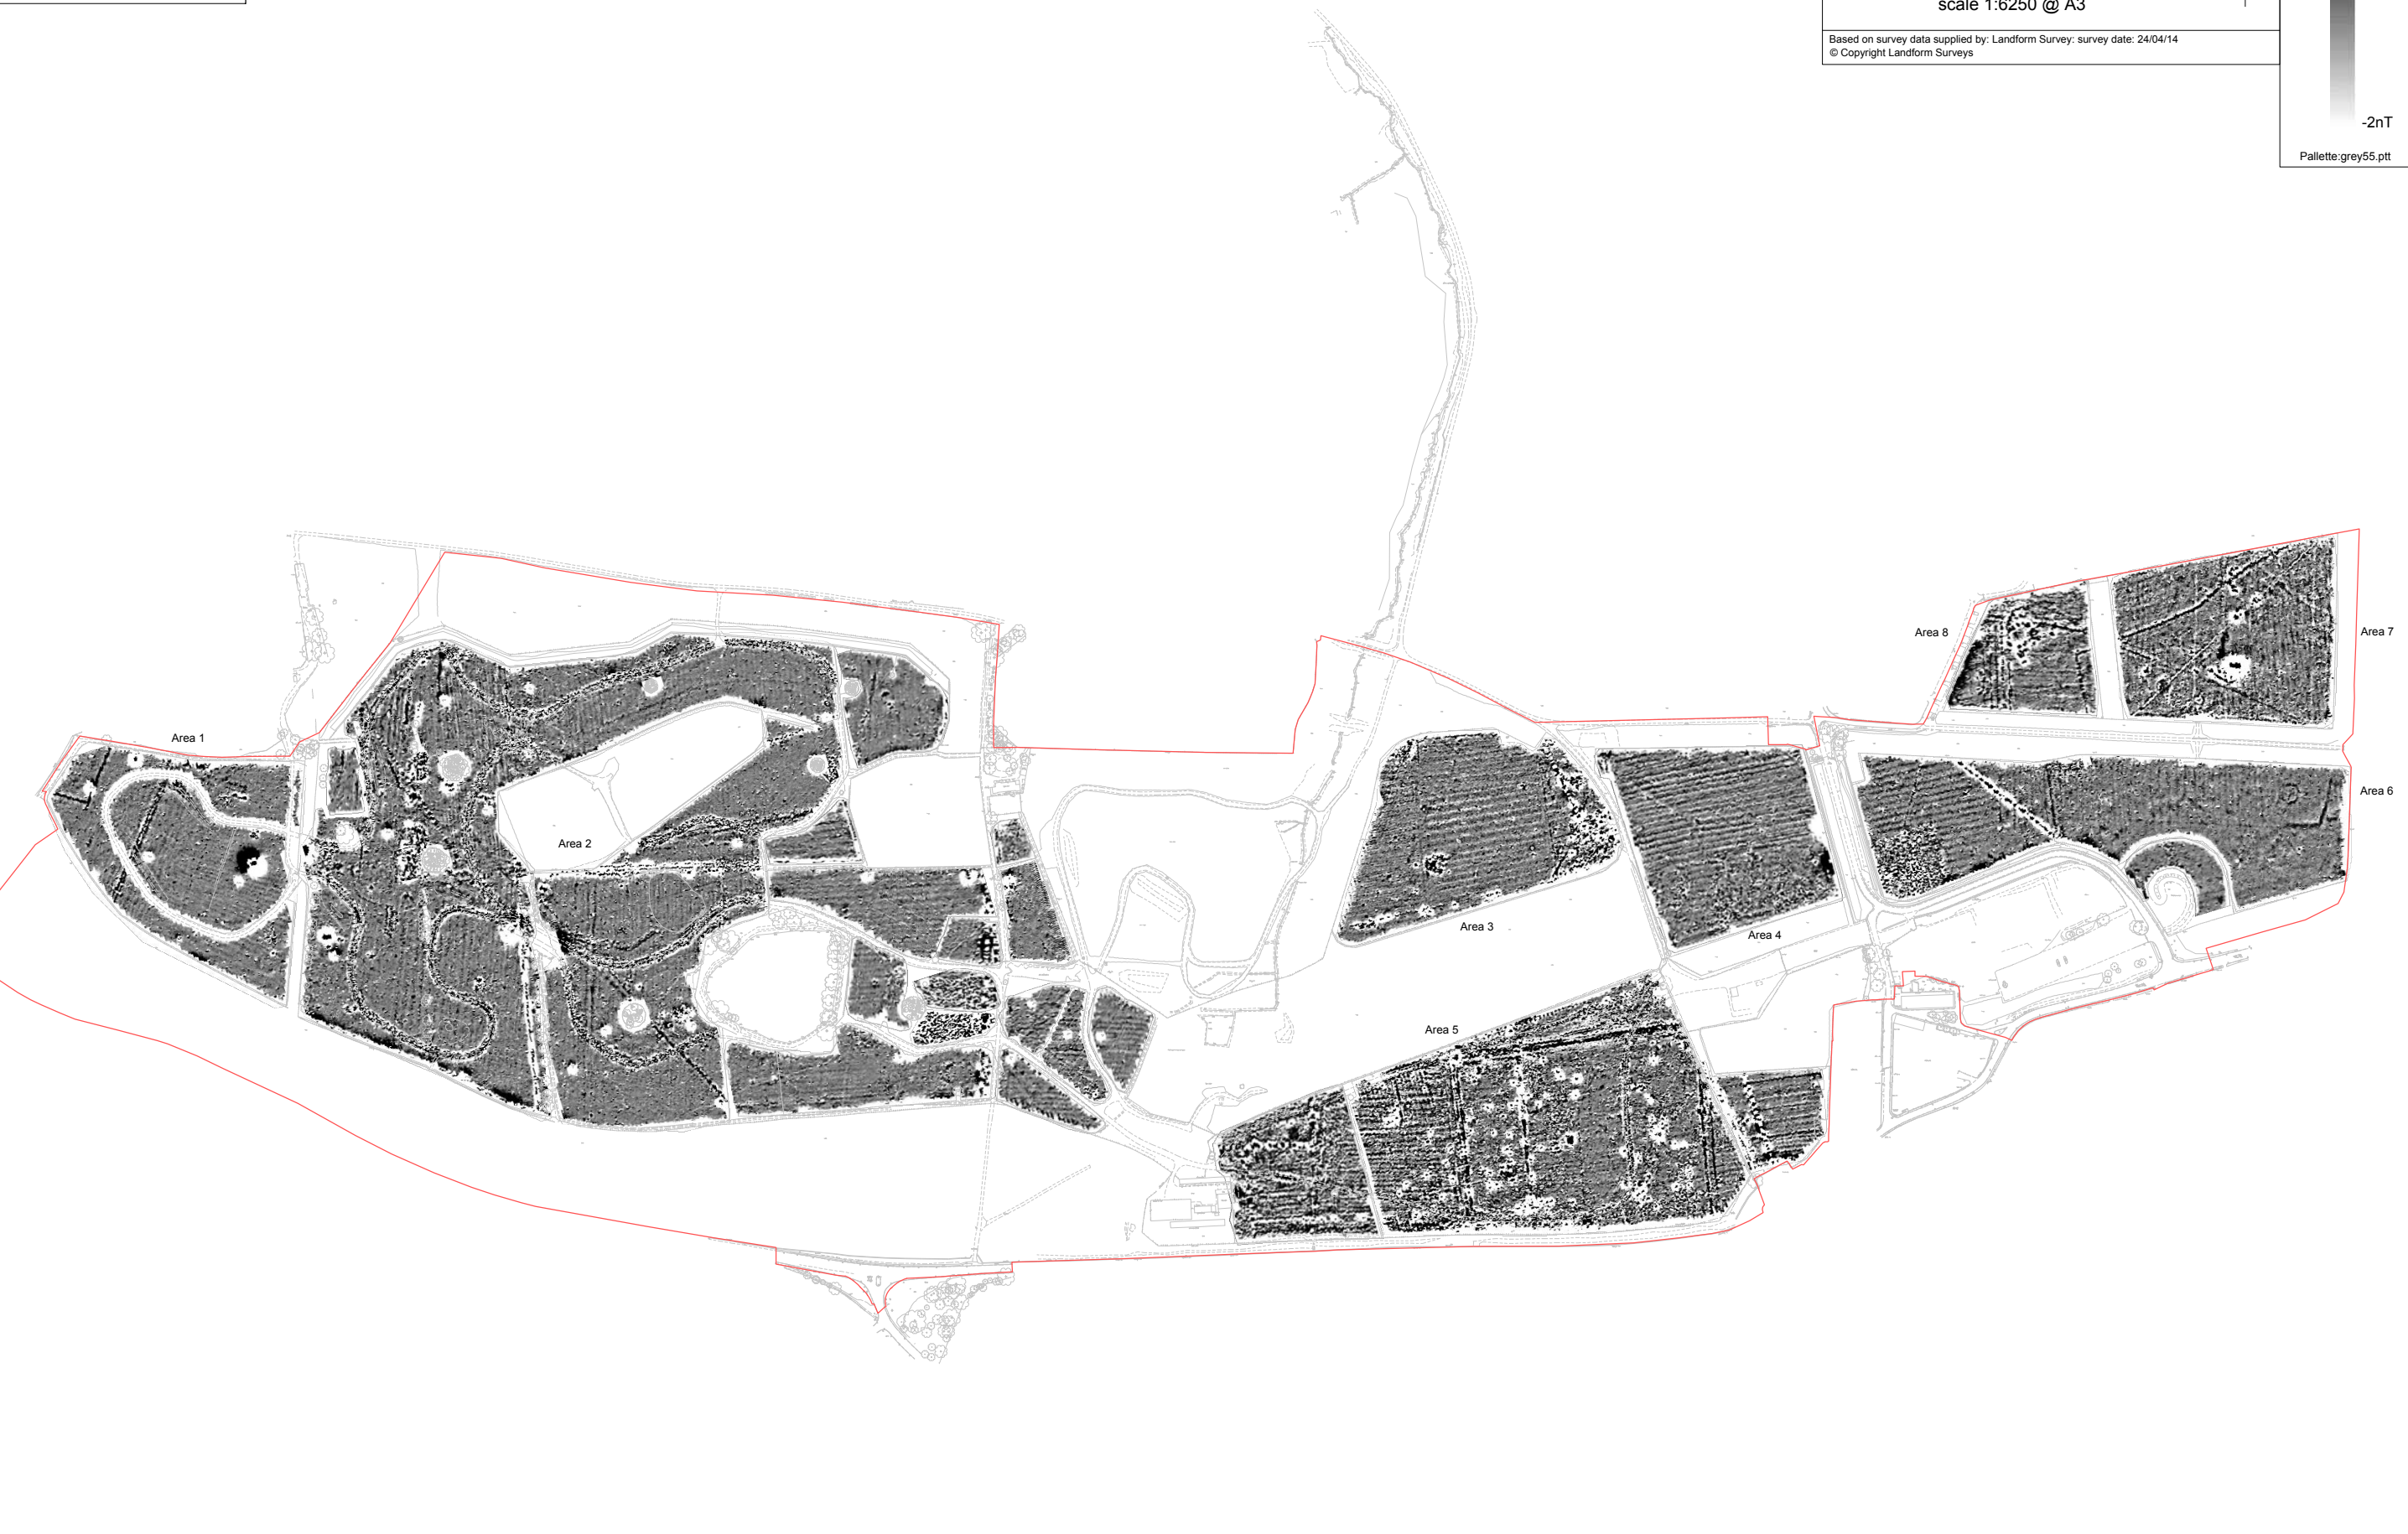 scale 1:6250 @ A3
Based on survey data supplied by: Landform Survey: survey date: 24/04/14
© Copyright Landform Surveys
-2nT
Pallette:grey55.ptt
Area 8
Area 7
Area 1
Area 6
Area 2
Area 3
Area 4
Area 5